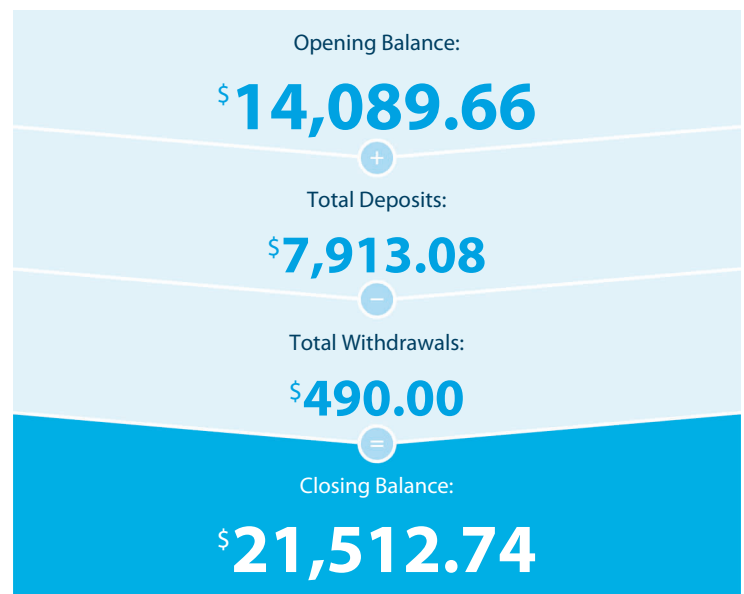 Opening Balance:
$14,089.66
+
Total Deposits:
$7,913.08
−
Total Withdrawals:
$490.00
=
Closing Balance:
$21,512.74